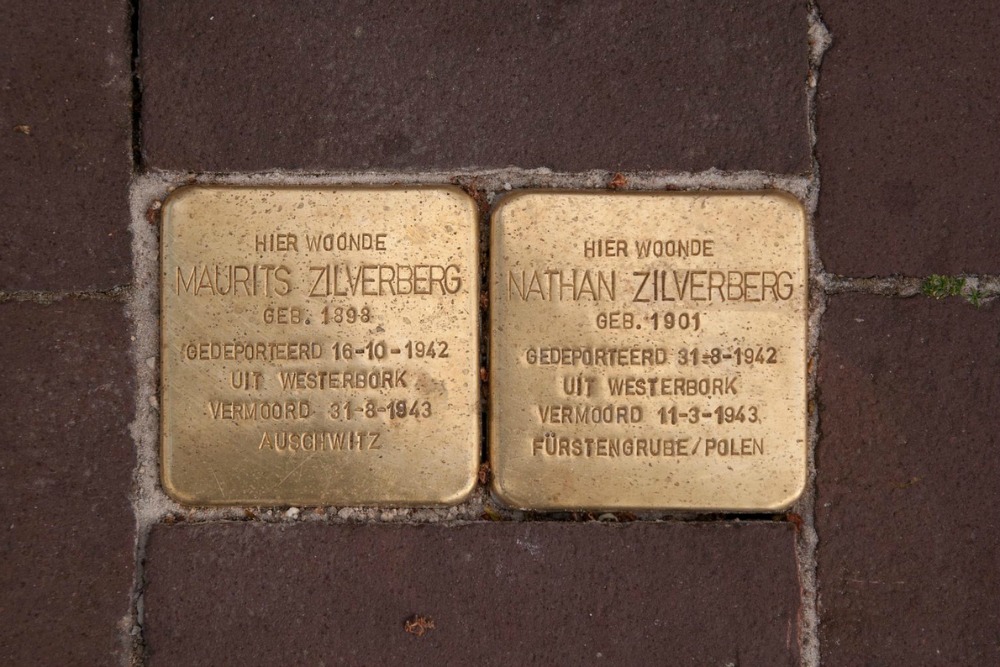 HIER WOONDE
MAURITS ZILVERBERG
GEB. 1898
GEDEPORTEERD 16-10-1942
UIT WESTERBORK
VERMOORD 31-8-1943
AUSCHWITZ
HIER WOONDE
NATHAN ZILVERBERG
GEB. 1901
GEDEPORTEERD 31-8-1942
UIT WESTERBORK
VERMOORD 11-3-1943
FÜRSTENGRUBE/POLEN